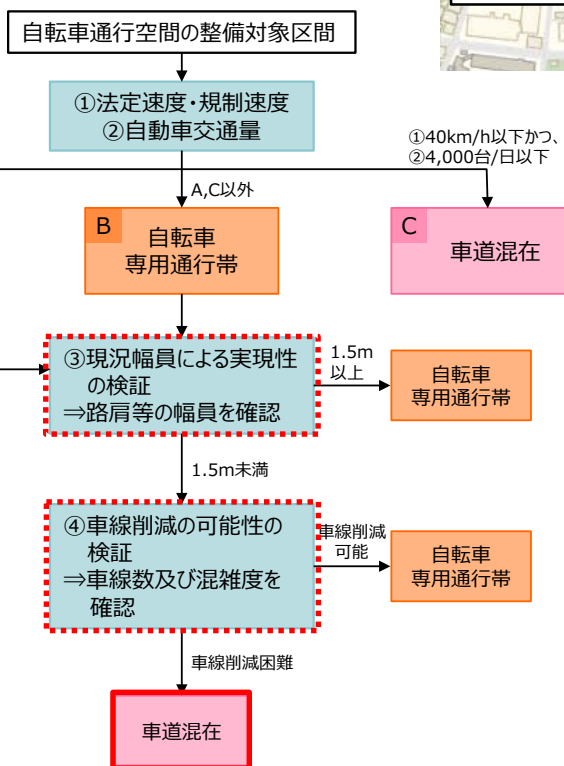 自転車通行空間の整備対象区間
①法定速度・規制速度
②自動車交通量
①40km/h以下かつ、
②4,000台/日以下
A,C以外
B
自転車
専用通行帯
C
車道混在
③現況幅員による実現性
の検証
⇒路肩等の幅員を確認
1.5m
以上
自転車
専用通行帯
1.5m未満
④車線削減の可能性の
検証
⇒車線数及び混雑度を
確認
車線削減
可能
自転車
専用通行帯
車線削減困難
車道混在